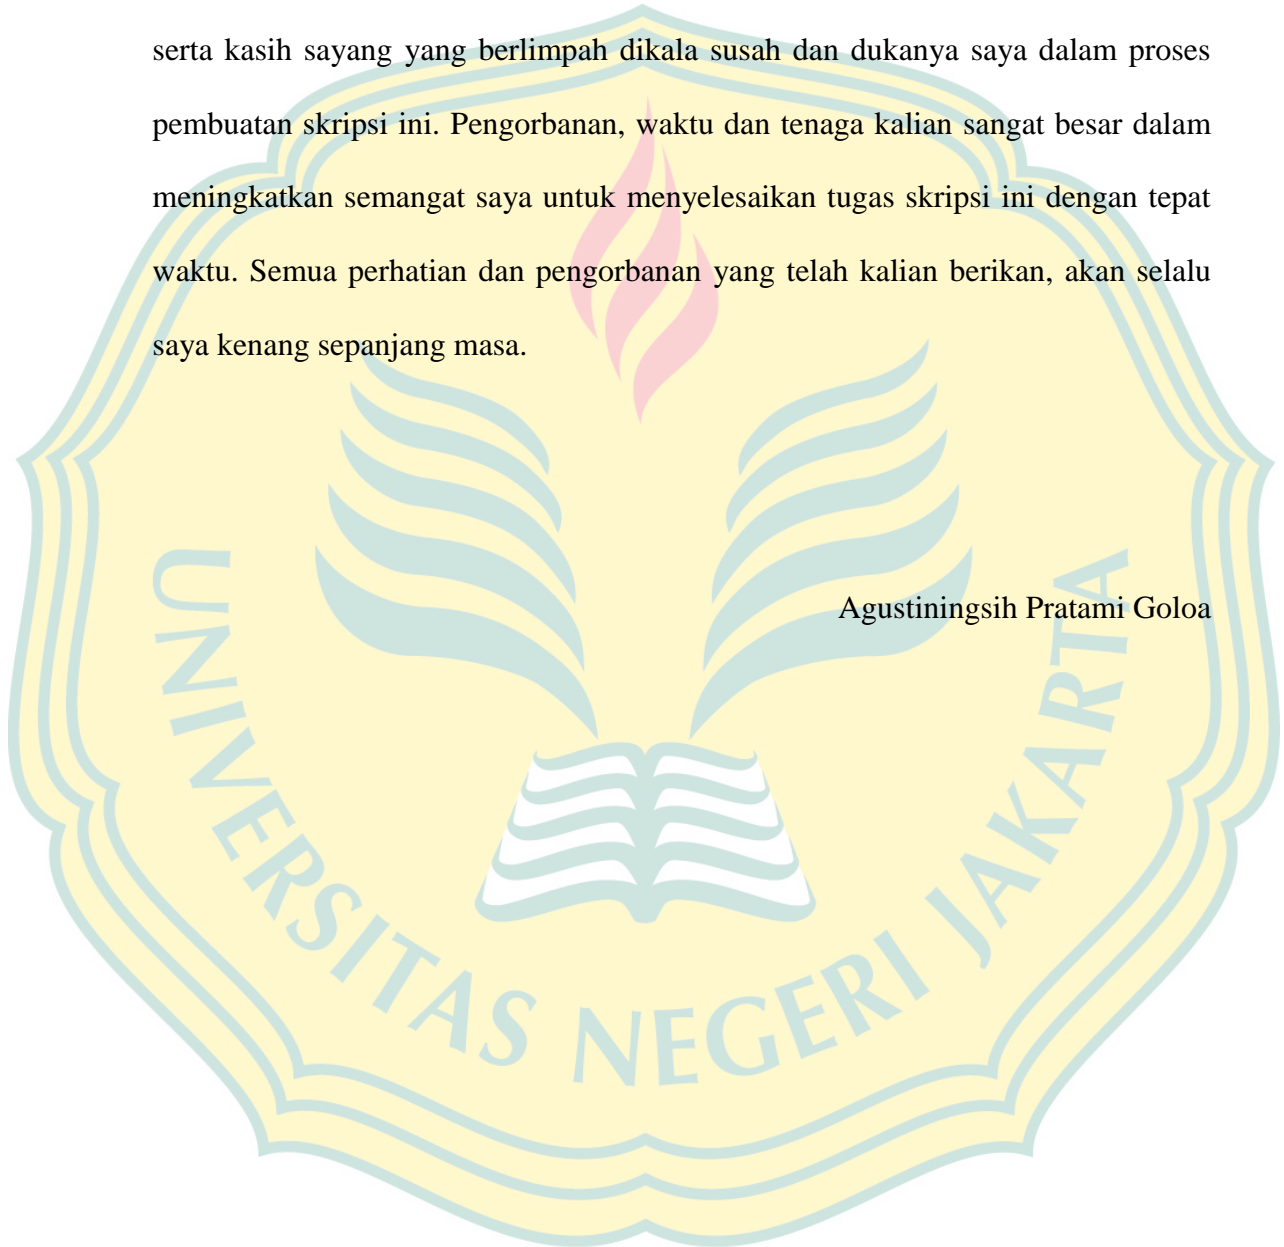 serta kasih sayang yang berlimpah dikala susah dan dukanya saya dalam proses
pembuatan skripsi ini. Pengorbanan, waktu dan tenaga kalian sangat besar dalam
meningkatkan semangat saya untuk menyelesaikan tugas skripsi ini dengan tepat
waktu. Semua perhatian dan pengorbanan yang telah kalian berikan, akan selalu
saya kenang sepanjang masa.
Agustiningsih Pratami Goloa
UNIVERSITAS NEGERI JAKARTA